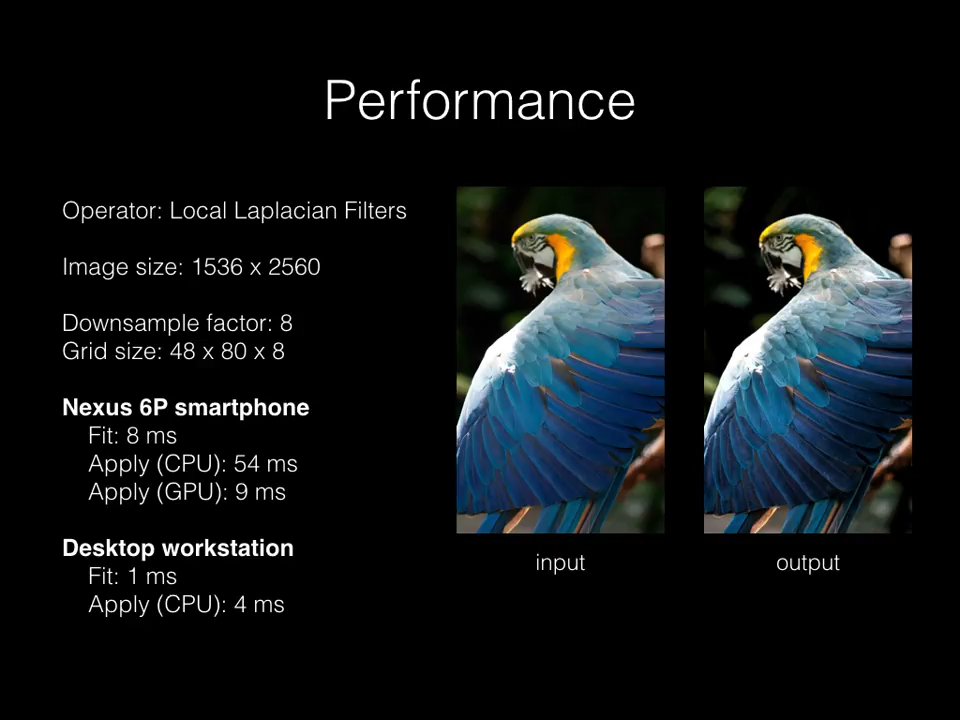 Performance
Operator: Local Laplacian Filters
Image size: 1536 x 2560
Downsample factor: 8
Grid size: 48 x 80 x 8
Nexus 6P smartphone
Fit: 8 ms
Apply (CPU): 54 ms
Apply (GPU): 9 ms
Desktop workstation
Fit: 1 ms
Apply (CPU): 4 ms
input
output